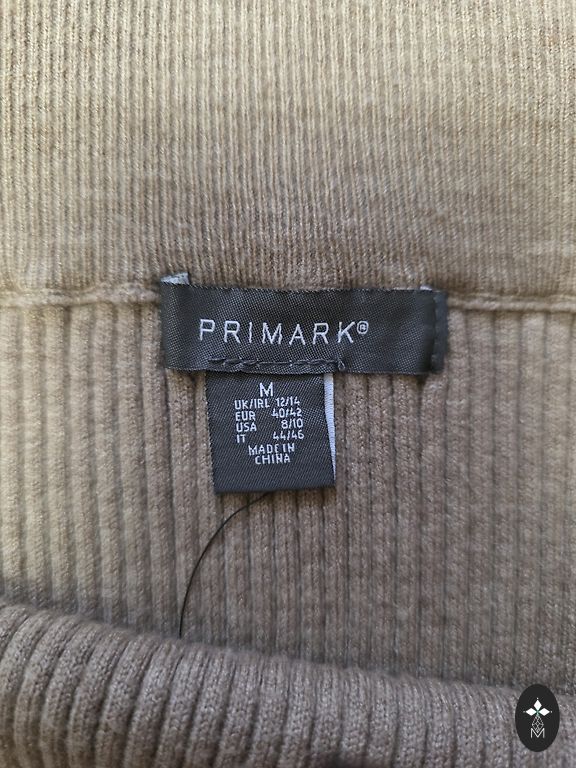 PRIMARK®
M
UK/IRL 12/14
EUR 40/42
USA 8/10
IT 44/46
MADE IN
CHINA
M